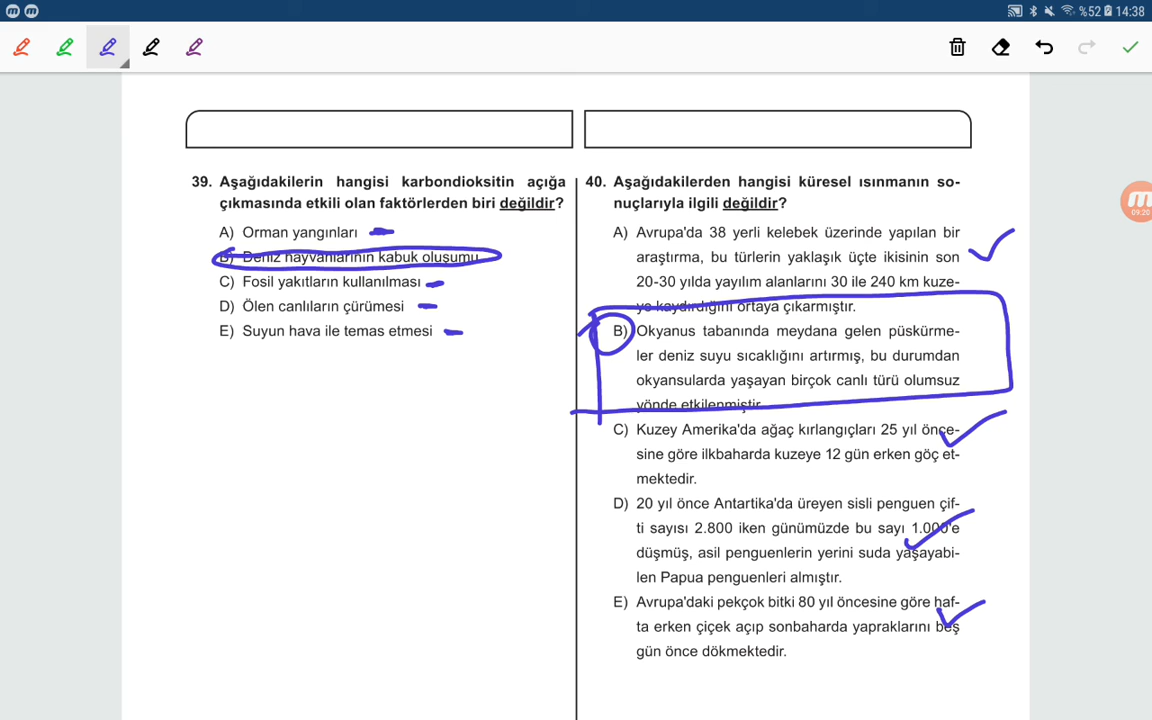 %52 14:38
39. Aşağıdakilerin hangisi karbondioksitin açığa
çıkmasında etkili olan faktörlerden biri değildir?
A) Orman yangınları
B) Deniz hayvanlarının kabuk oluşumu
C) Fosil yakıtların kullanılması
D) Ölen canlıların çürümesi
E) Suyun hava ile temas etmesi
40. Aşağıdakilerden hangisi küresel ısınmanın so-
nuçlarıyla ilgili değildir?
A) Avrupa'da 38 yerli kelebek üzerinde yapılan bir
araştırma, bu türlerin yaklaşık üçte ikisinin son
20-30 yılda yayılım alanlarını 30 ile 240 km kuze-
ye kaydırdığını ortaya çıkarmıştır.
B) Okyanus tabanında meydana gelen püskürme-
ler deniz suyu sıcaklığını artırmış, bu durumdan
okyansularda yaşayan birçok canlı türü olumsuz
yönde etkilenmiştir.
C) Kuzey Amerika'da ağaç kırlangıçları 25 yıl önce-
sine göre ilkbaharda kuzeye 12 gün erken göç et-
mektedir.
D) 20 yıl önce Antartika'da üreyen sisli penguen çif-
ti sayısı 2.800 iken günümüzde bu sayı 1.000'e
düşmüş, asil penguenlerin yerini suda yaşayabi-
len Papua penguenleri almıştır.
E) Avrupa'daki pekçok bitki 80 yıl öncesine göre haf-
ta erken çiçek açıp sonbaharda yapraklarını beş
gün önce dökmektedir.
m
09:20